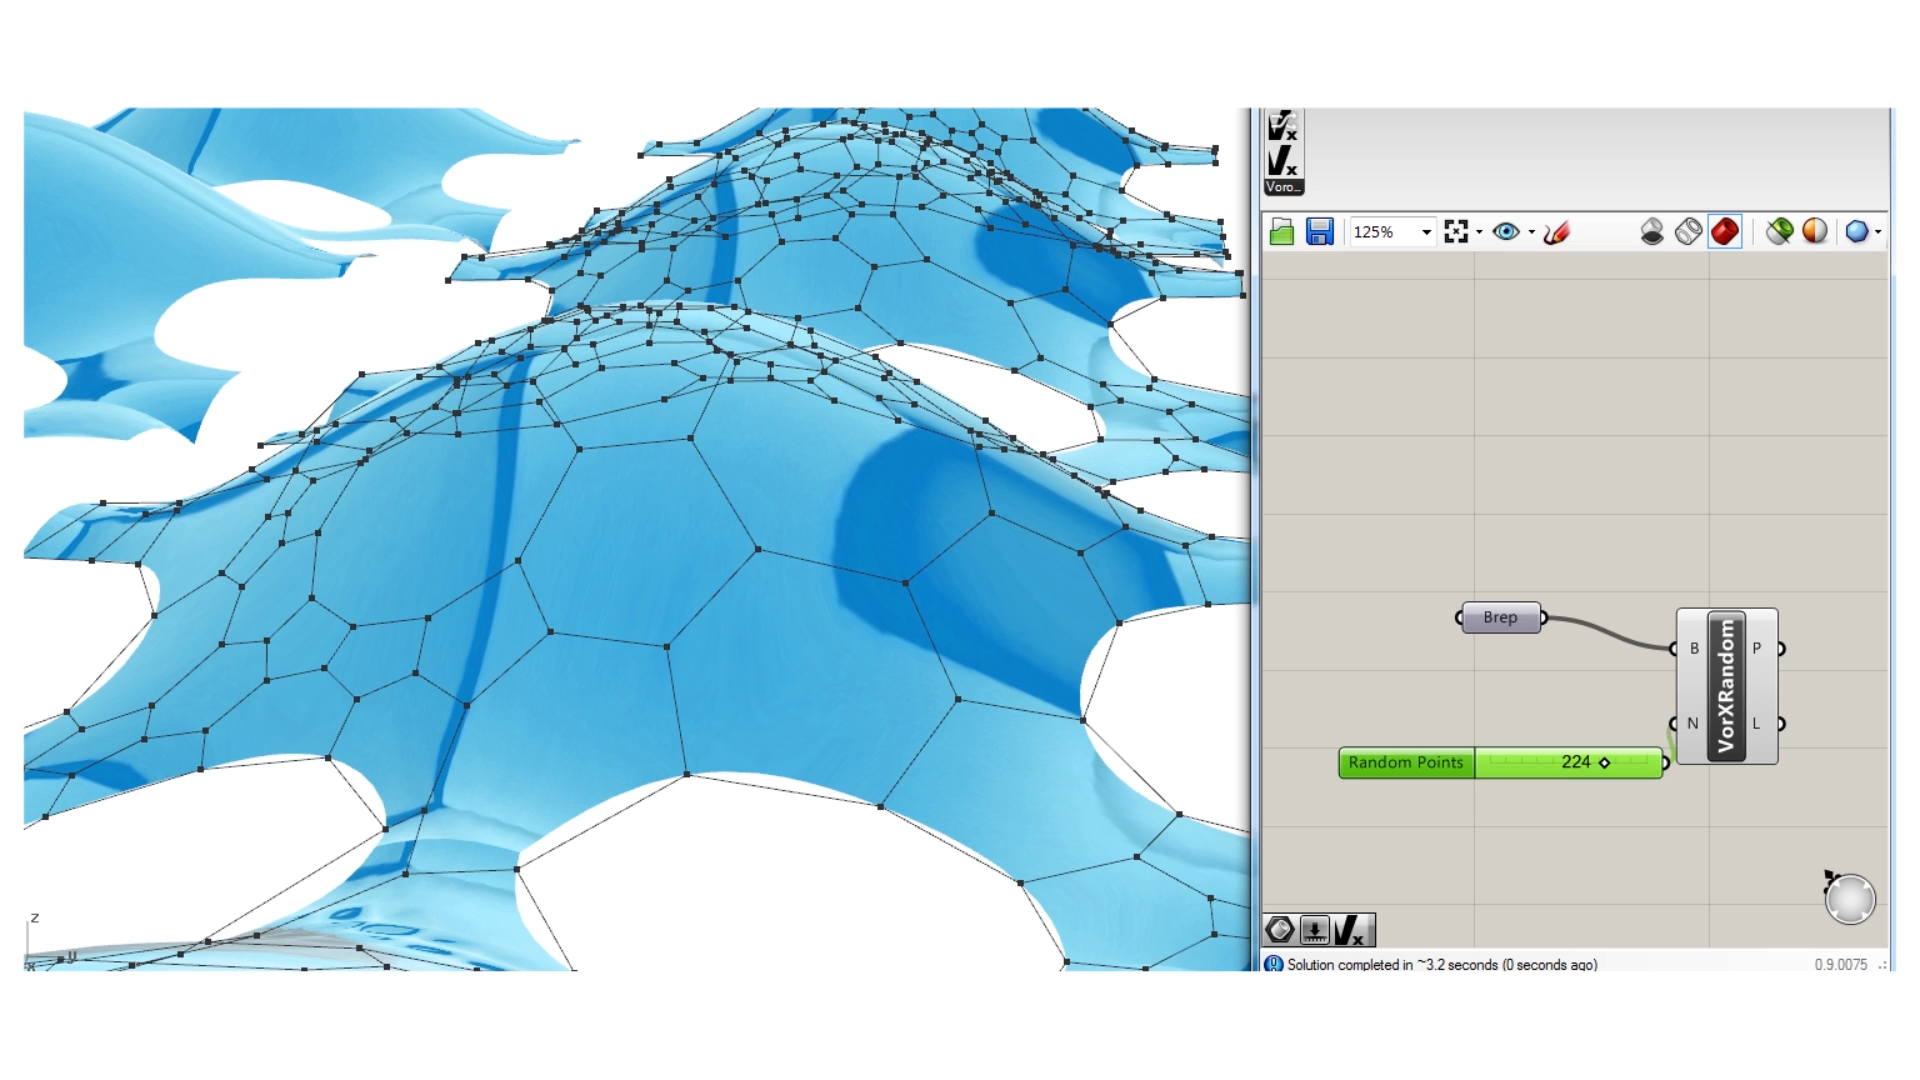 Voro...
125%
Brep
VorXRandom
B
P
N
L
Random Points
224
z
y
x
Solution completed in ~3.2 seconds (0 seconds ago)
0.9.0075